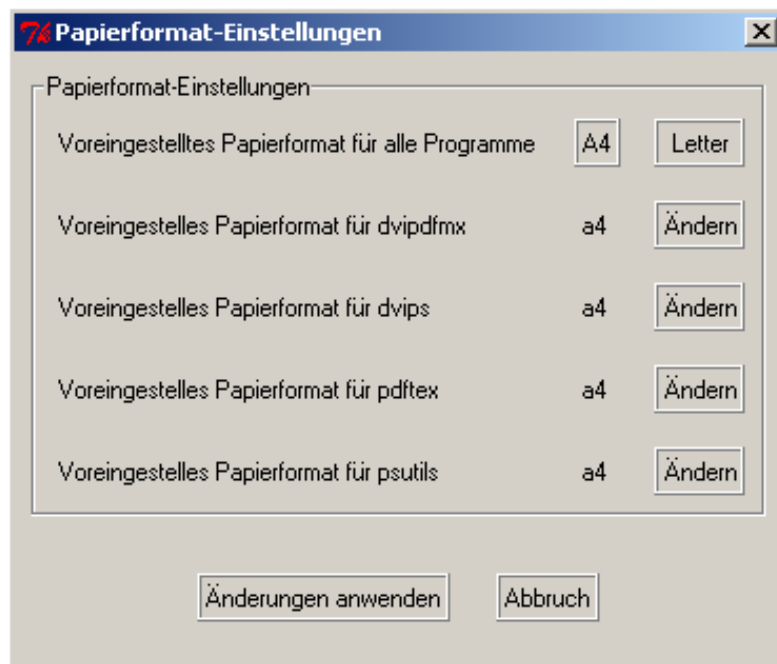 Papierformat-Einstellungen
Papierformat-Einstellungen
Voreingestelltes Papierformat für alle Programme A4 Letter
Voreingestelles Papierformat für dvipdfmx a4 Ändern
Voreingestelles Papierformat für dvips a4 Ändern
Voreingestelles Papierformat für pdftex a4 Ändern
Voreingestelles Papierformat für psutils a4 Ändern
Änderungen anwenden Abbruch